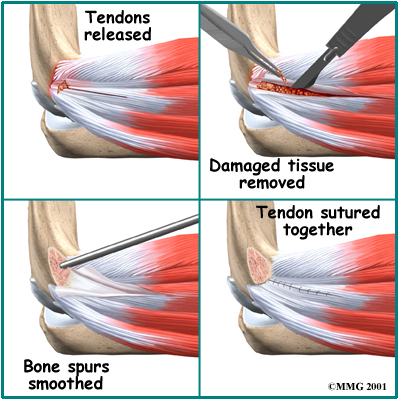 Tendons
released
Damaged tissue
removed
Bone spurs
smoothed
Tendon sutured
together
©MMG 2001